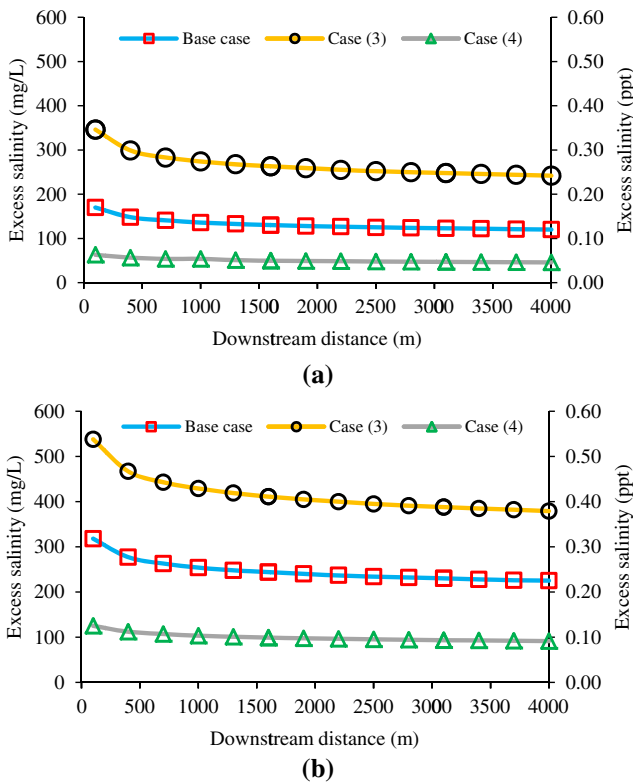 600 0.60
Base case Case (3) Case (4)
500 0.50
400 0.40
300 0.30
200 0.20
100 0.10
0 0.00
Excess salinity (mg/L)
Excess salinity (ppt)
0 500 1000 1500 2000 2500 3000 3500 4000
Downstream distance (m)
(a)
600 0.60
Base case Case (3) Case (4)
500 0.50
400 0.40
300 0.30
200 0.20
100 0.10
0 0.00
Excess salinity (mg/L)
Excess salinity (ppt)
0 500 1000 1500 2000 2500 3000 3500 4000
Downstream distance (m)
(b)